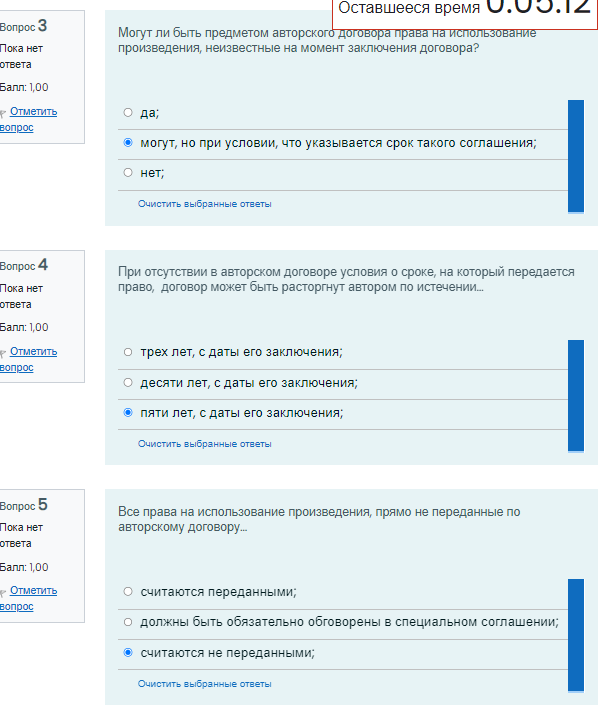 Оставшееся время 0:05:12
Вопрос 3
Пока нет
ответа
Балл: 1,00
Отметить
вопрос
Могут ли быть предметом авторского договора права на использование
произведения, неизвестные на момент заключения договора?
да;
могут, но при условии, что указывается срок такого соглашения;
нет;
Очистить выбранные ответы
Вопрос 4
Пока нет
ответа
Балл: 1,00
Отметить
вопрос
При отсутствии в авторском договоре условия о сроке, на который передается
право, договор может быть расторгнут автором по истечении...
трех лет, с даты его заключения;
десяти лет, с даты его заключения;
пяти лет, с даты его заключения;
Очистить выбранные ответы
Вопрос 5
Пока нет
ответа
Балл: 1,00
Отметить
вопрос
Все права на использование произведения, прямо не переданные по
авторскому договору...
считаются переданными;
должны быть обязательно обговорены в специальном соглашении;
считаются не переданными;
Очистить выбранные ответы